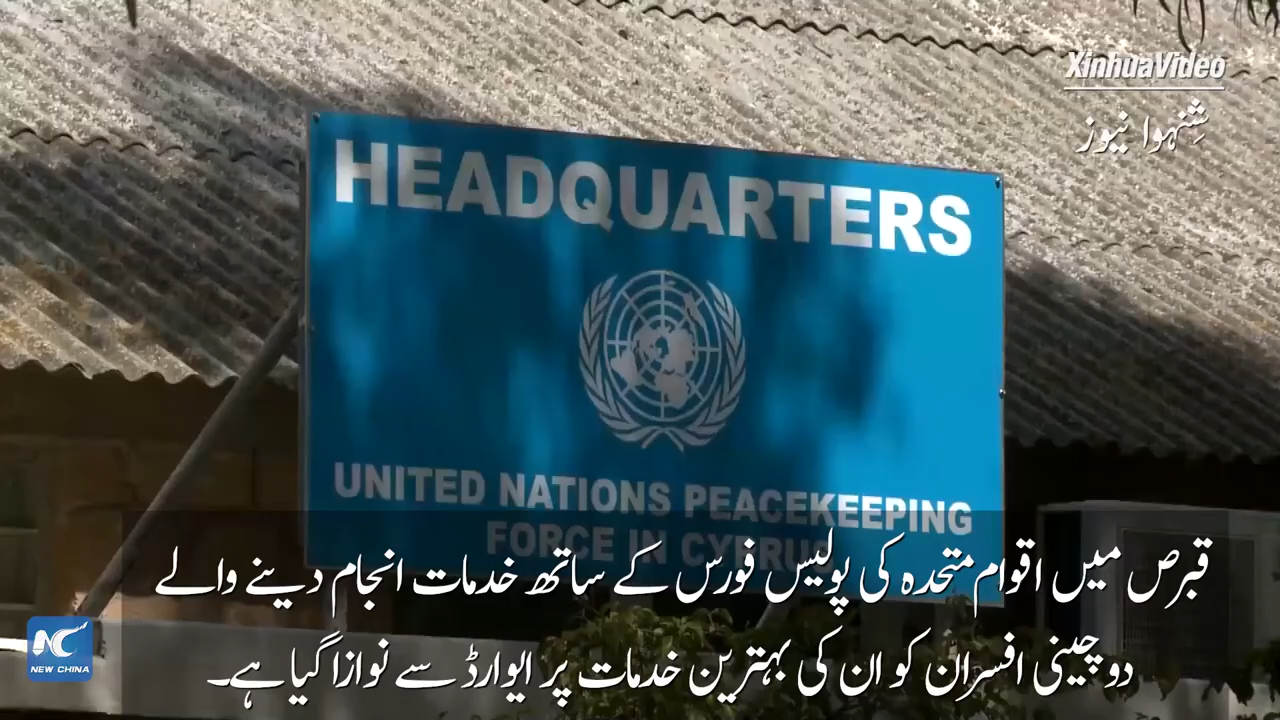 XinhuaVideo
شِنہوا نیوز
HEADQUARTERS
UNITED NATIONS PEACEKEEPING
FORCE IN CYPRUS
قبرص میں اقوام متحدہ کی پولیس فورس کے ساتھ خدمات انجام دینے والے
دو چینی افسران کو ان کی بہترین خدمات پر ایوارڈ سے نوازا گیا ہے۔
NC
NEW CHINA